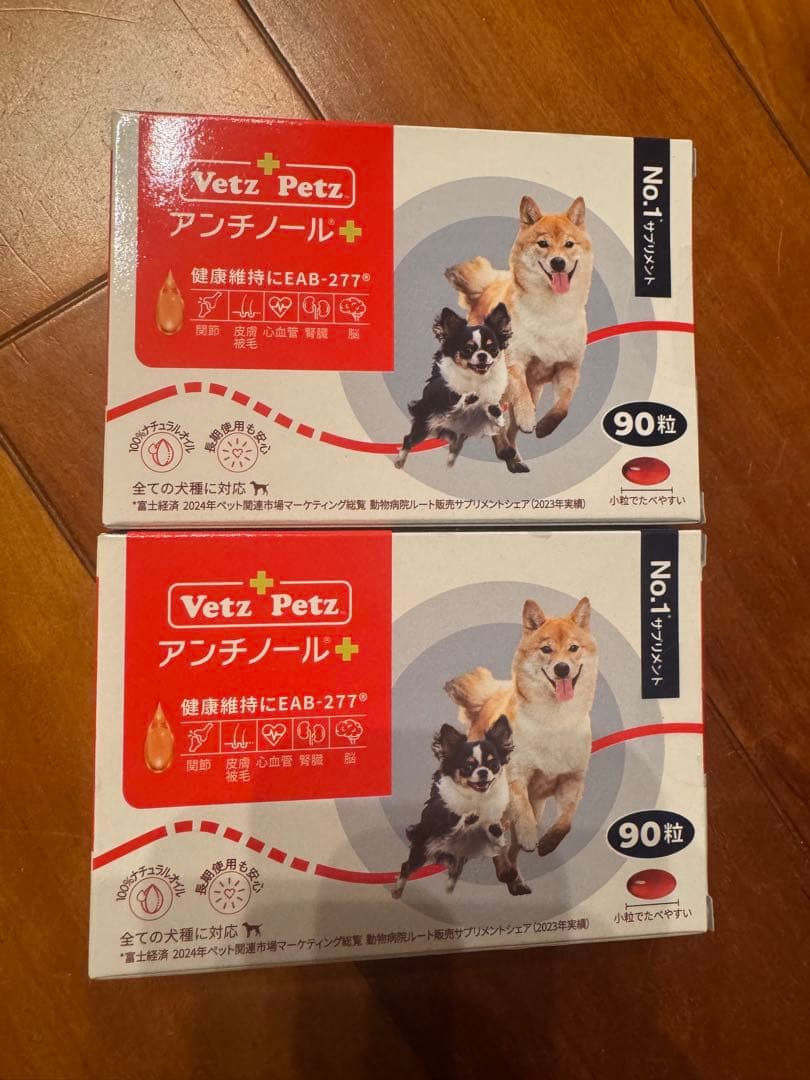 Vetz Petz
アンチノール®+
健康維持にEAB-277®
関節 皮膚被毛 心血管 腎臓 脳
No.1*サプリメント
90粒
小粒でたべやすい
100%ナチュラルオイル
長期使用も安心
全ての犬種に対応
*富士経済 2024年ペット関連市場マーケティング総覧 動物病院ルート販売サプリメントシェア(2023年実績)
Vetz Petz
アンチノール®+
健康維持にEAB-277®
関節 皮膚被毛 心血管 腎臓 脳
No.1*サプリメント
90粒
小粒でたべやすい
100%ナチュラルオイル
長期使用も安心
全ての犬種に対応
*富士経済 2024年ペット関連市場マーケティング総覧 動物病院ルート販売サプリメントシェア(2023年実績)